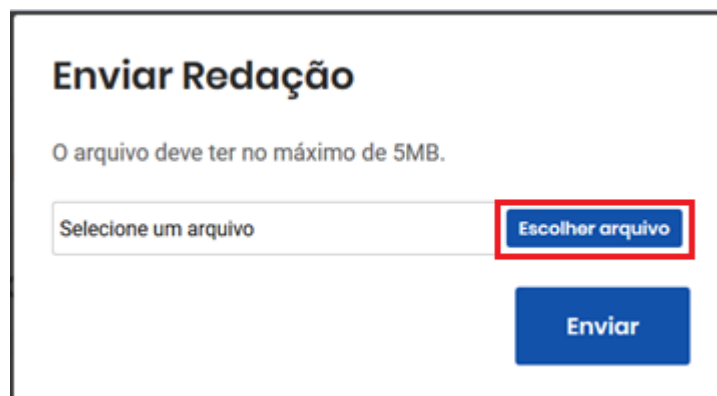 Enviar Redação
O arquivo deve ter no máximo de 5MB.
Selecione um arquivo
Escolher arquivo
Enviar